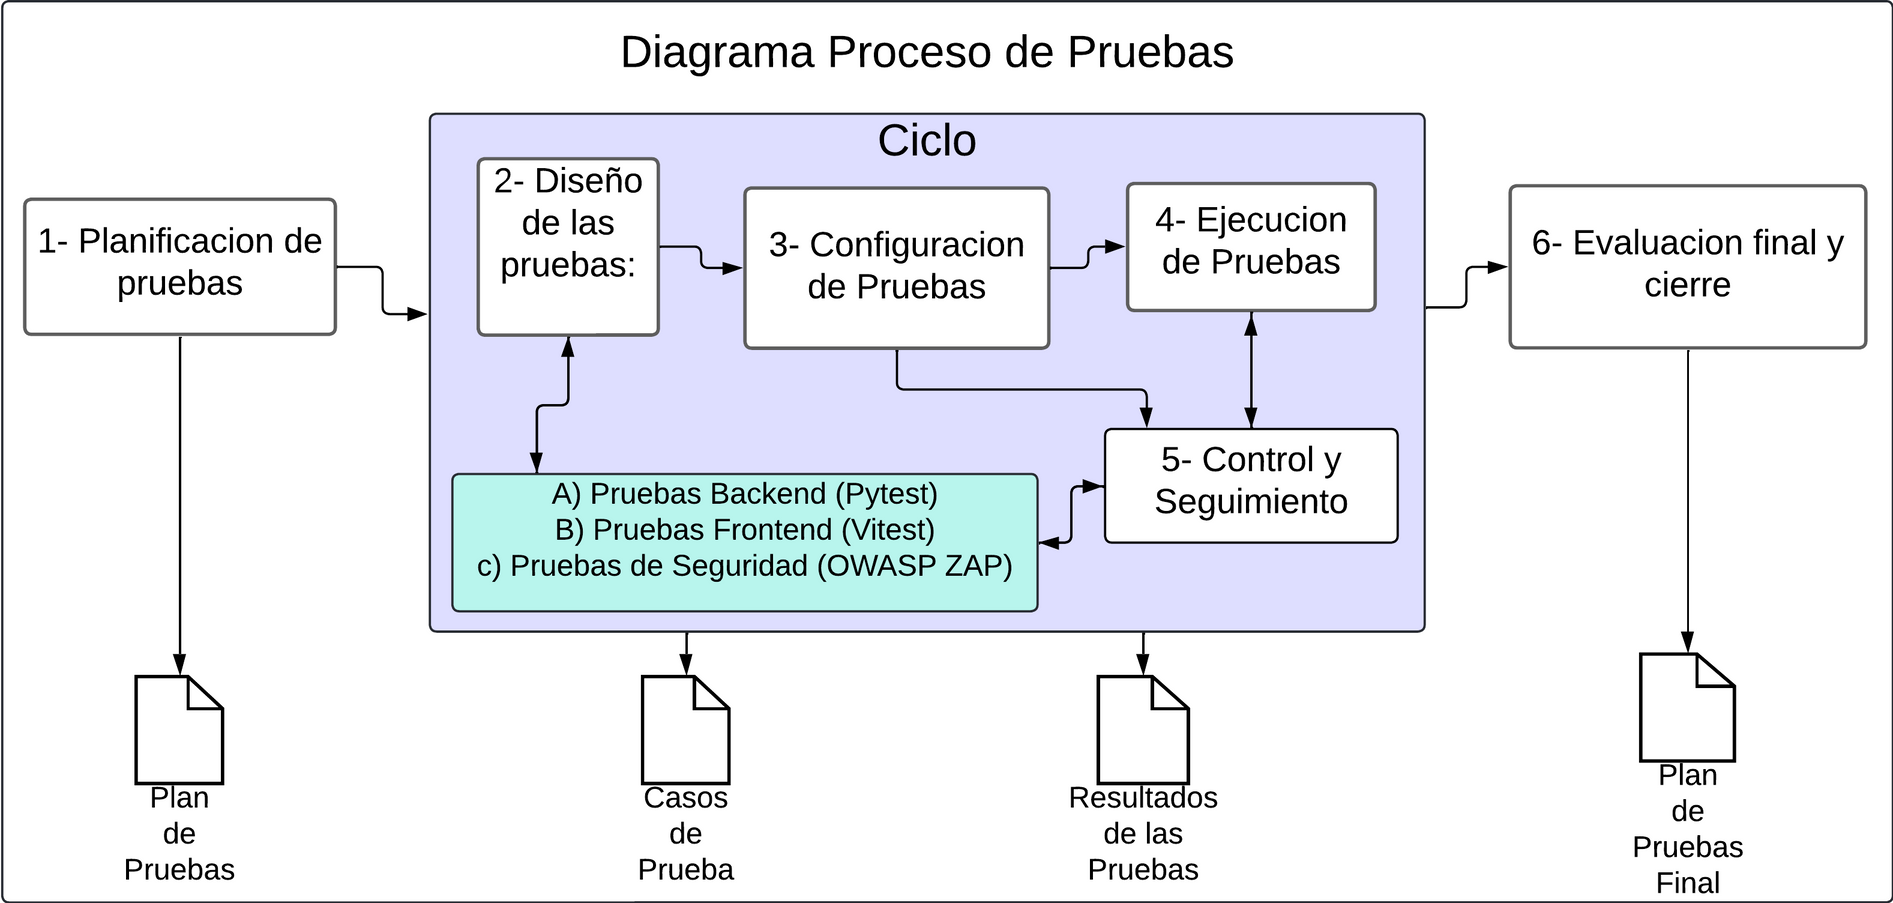 Diagrama Proceso de Pruebas
Ciclo
1- Planificacion de
pruebas
2- Diseño
de las
pruebas:
3- Configuracion
de Pruebas
4- Ejecucion
de Pruebas
6- Evaluacion final y
cierre
5- Control y
Seguimiento
A) Pruebas Backend (Pytest)
B) Pruebas Frontend (Vitest)
c) Pruebas de Seguridad (OWASP ZAP)
Plan
de
Pruebas
Casos
de
Prueba
Resultados
de las
Pruebas
Plan
de
Pruebas
Final